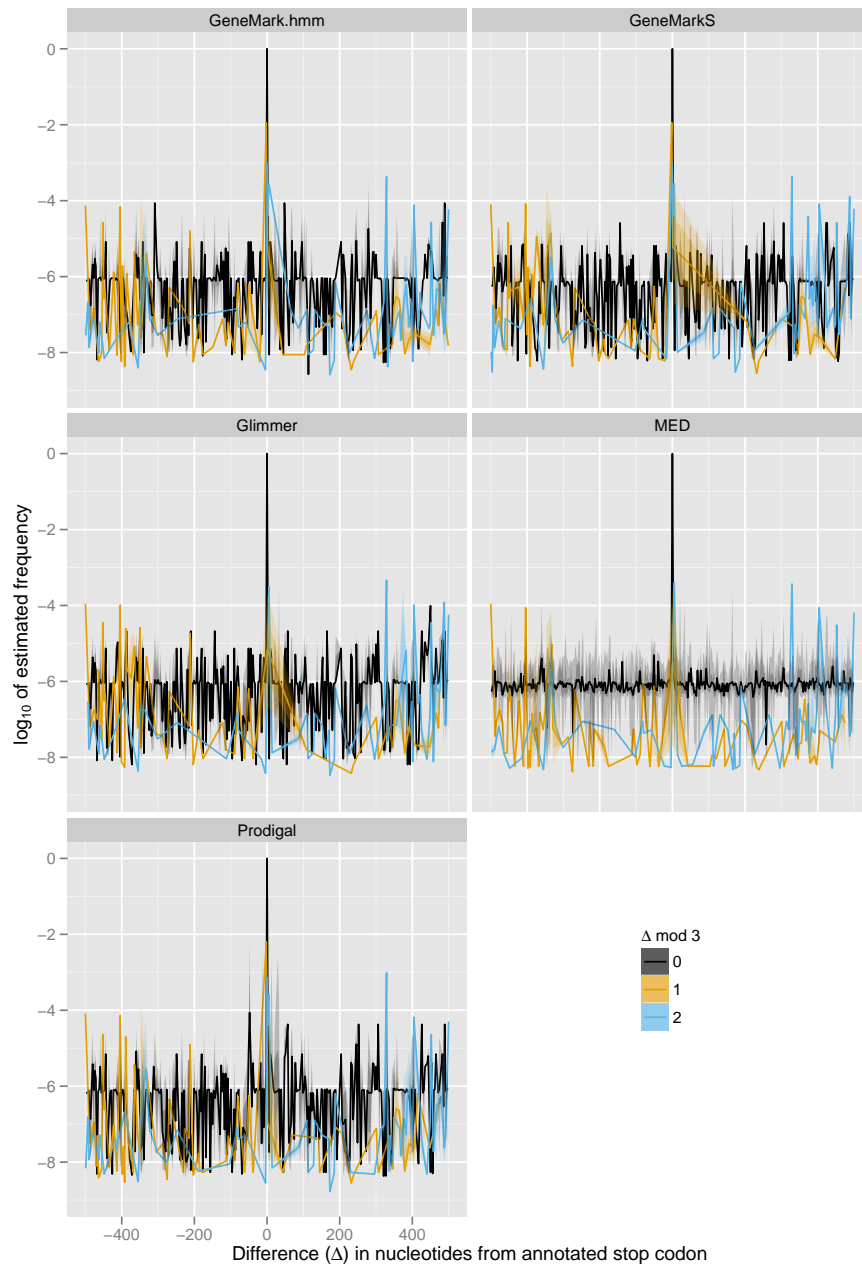 GeneMark.hmm GeneMarkS
0
−2
−4
−6
−8
Glimmer MED
0
−2
−4
−6
−8
Prodigal
0
−2
−4
−6
−8
−400 −200 0 200 400
log10 of estimated frequency
Difference (Δ) in nucleotides from annotated stop codon
Δ mod 3
0
1
2